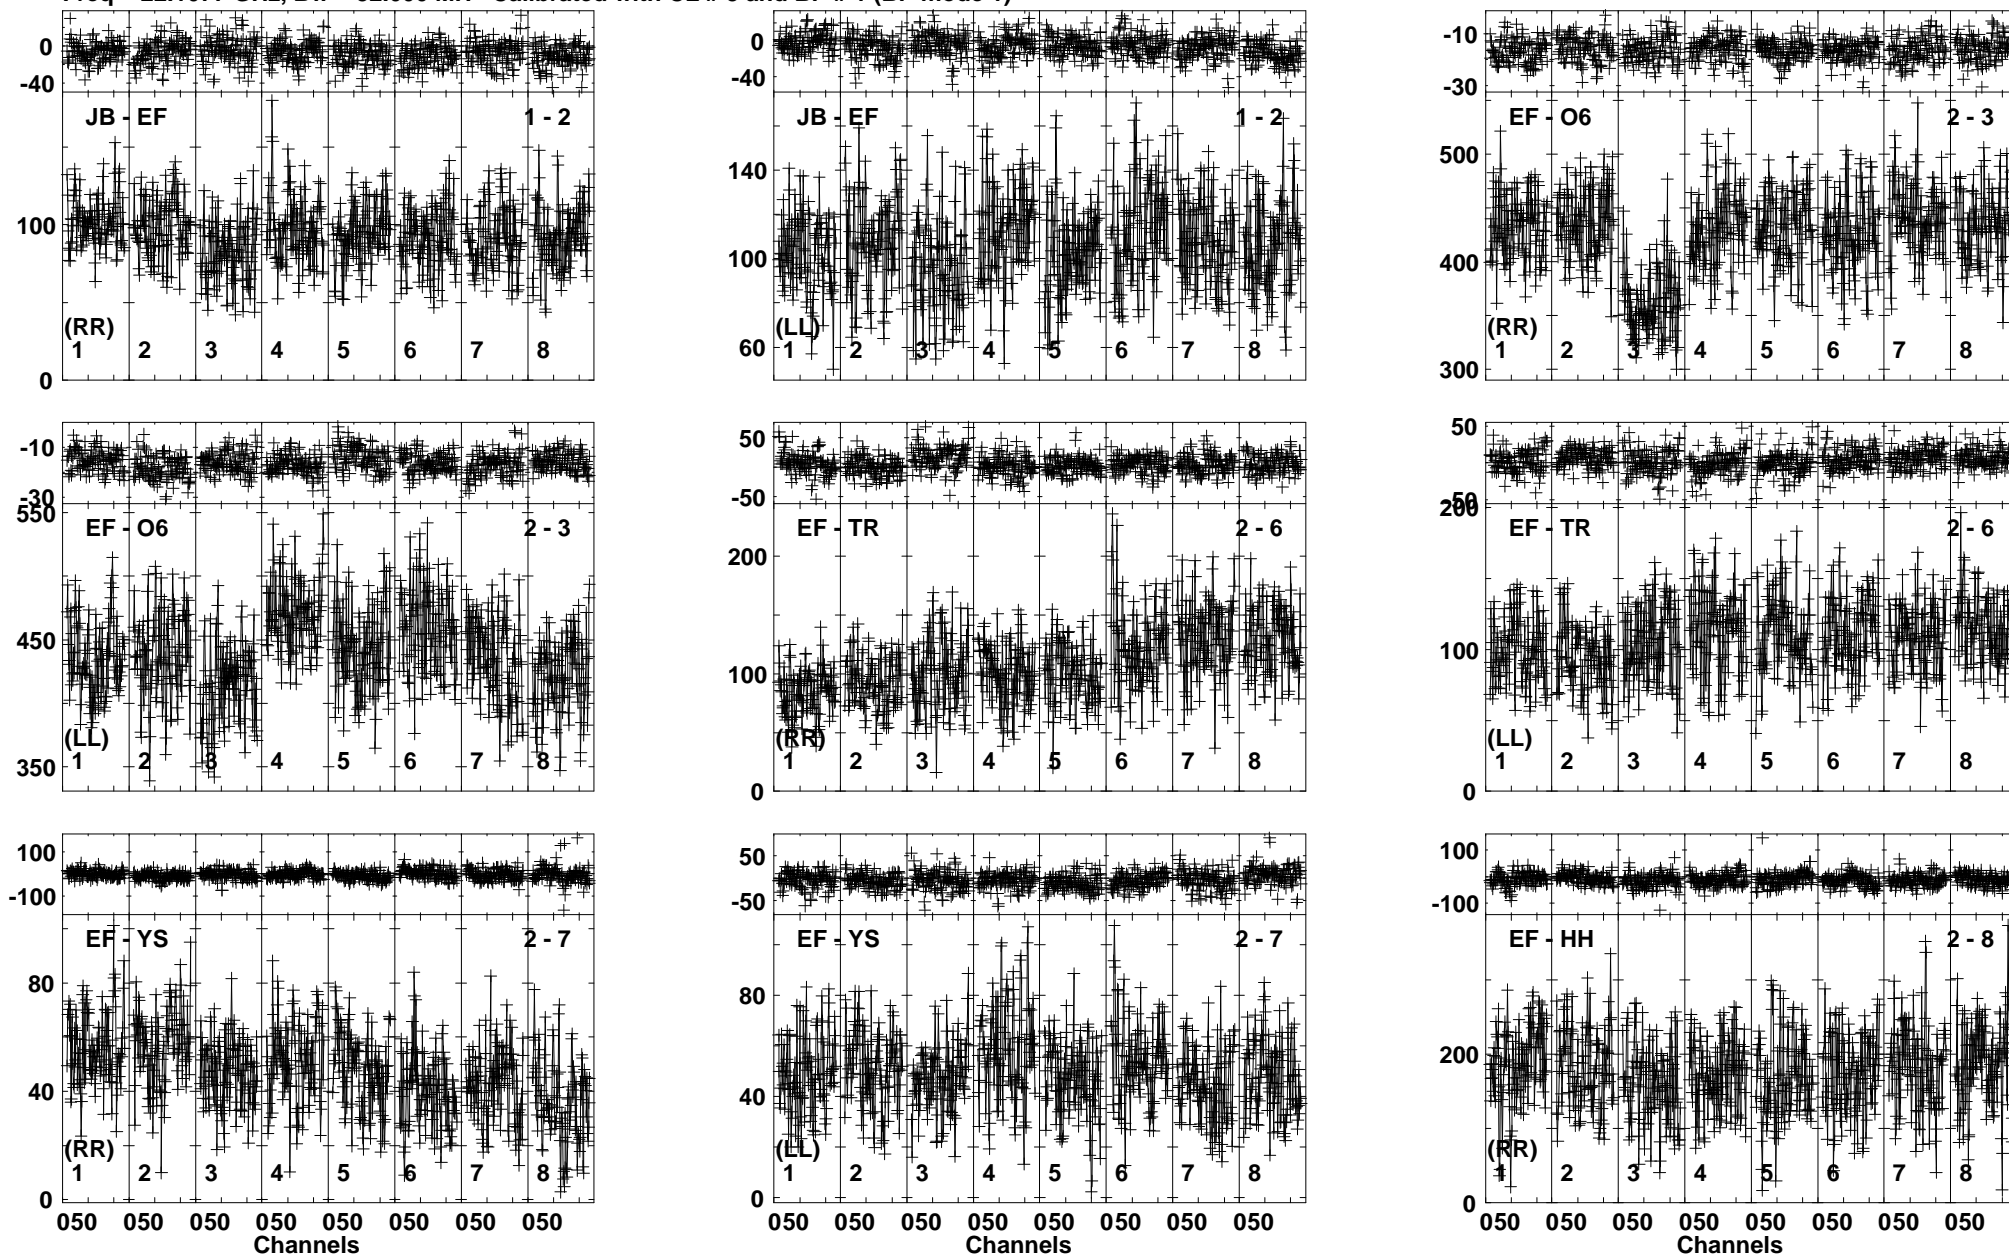 0 -40 JB - EF 1 - 2 100 (RR) 1 2 3 4 5 6 7 8 0
0 -40 JB - EF 1 - 2 140 100 (LL) 60 1 2 3 4 5 6 7 8
-10 -30 EF - O6 2 - 3 500 400 (RR) 300 1 2 3 4 5 6 7 8
-10 -30 550 EF - O6 2 - 3 450 (LL) 350 1 2 3 4 5 6 7 8
50 -50 EF - TR 2 - 6 200 100 (RR) 1 2 3 4 5 6 7 8 0
50 -50 200 EF - TR 2 - 6 100 (LL) 1 2 3 4 5 6 7 8 0
100 -100 EF - YS 2 - 7 80 40 (RR) 1 2 3 4 5 6 7 8 0
50 -50 EF - YS 2 - 7 80 40 (LL) 1 2 3 4 5 6 7 8 0
100 -100 EF - HH 2 - 8 200 (RR) 1 2 3 4 5 6 7 8 0
050 050 050 050 050 050 050 050
Channels
050 050 050 050 050 050 050 050
Channels
050 050 050 050 050 050 050 050
Channels